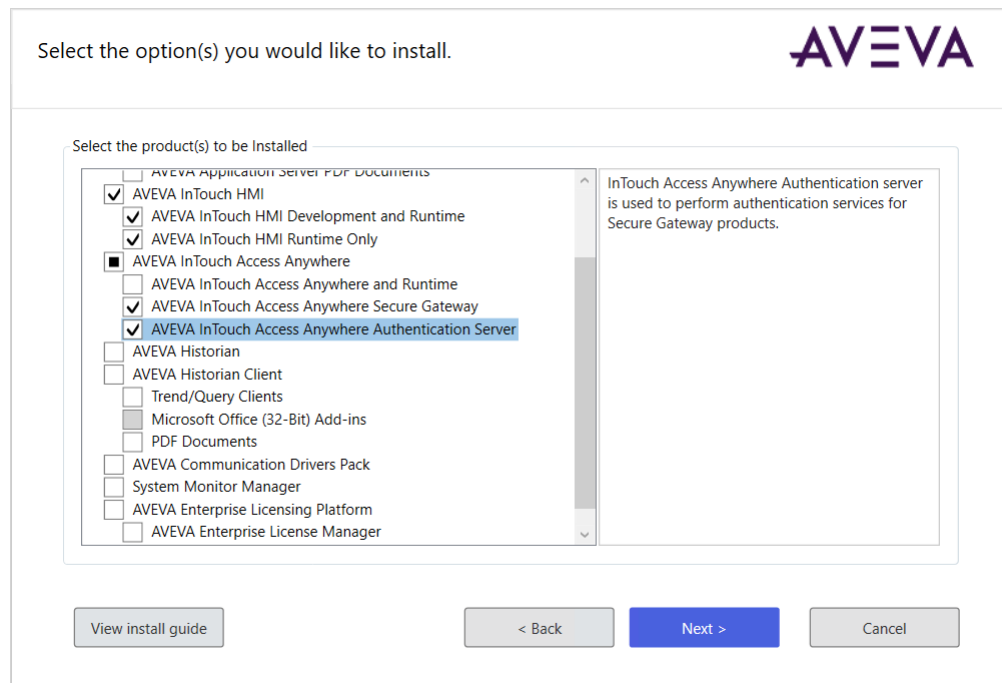 Select the option(s) you would like to install.
AVEVA
Select the product(s) to be Installed
AVEVA Application Server PDF Documents
AVEVA InTouch HMI
AVEVA InTouch HMI Development and Runtime
AVEVA InTouch HMI Runtime Only
AVEVA InTouch Access Anywhere
AVEVA InTouch Access Anywhere and Runtime
AVEVA InTouch Access Anywhere Secure Gateway
AVEVA InTouch Access Anywhere Authentication Server
AVEVA Historian
AVEVA Historian Client
Trend/Query Clients
Microsoft Office (32-Bit) Add-ins
PDF Documents
AVEVA Communication Drivers Pack
System Monitor Manager
AVEVA Enterprise Licensing Platform
AVEVA Enterprise License Manager
InTouch Access Anywhere Authentication server
is used to perform authentication services for
Secure Gateway products.
View install guide
< Back
Next >
Cancel